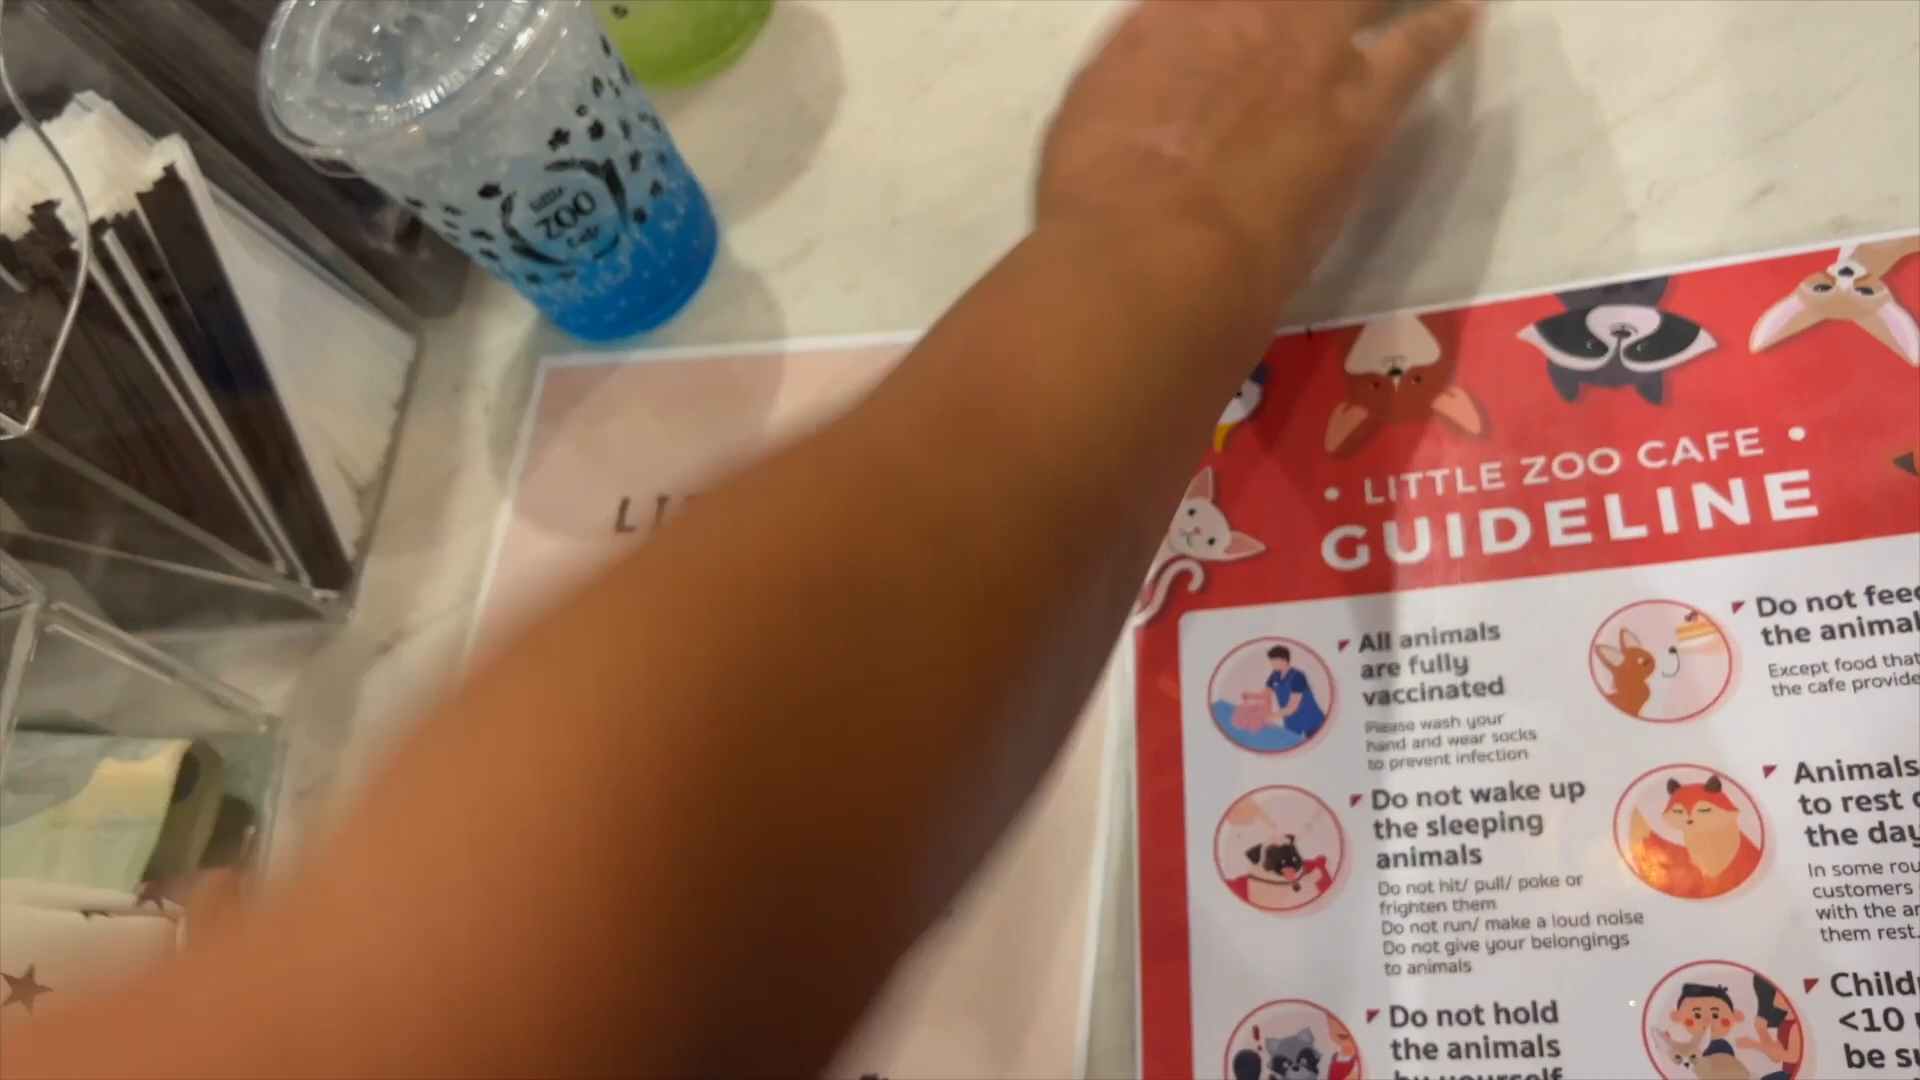 Little
ZOO
Cafe
LIT
• LITTLE ZOO CAFE •
GUIDELINE
All animals
are fully
vaccinated
Please wash your
hand and wear socks
to prevent infection
Do not wake up
the sleeping
animals
Do not hit/ pull/ poke or
frighten them
Do not run/ make a loud noise
Do not give your belongings
to animals
Do not hold
the animals
by yourself
Do not feed
the animal
Except food that
the cafe provide
Animals
to rest
the day
In some
customers
with the
them rest.
Child
<10
be